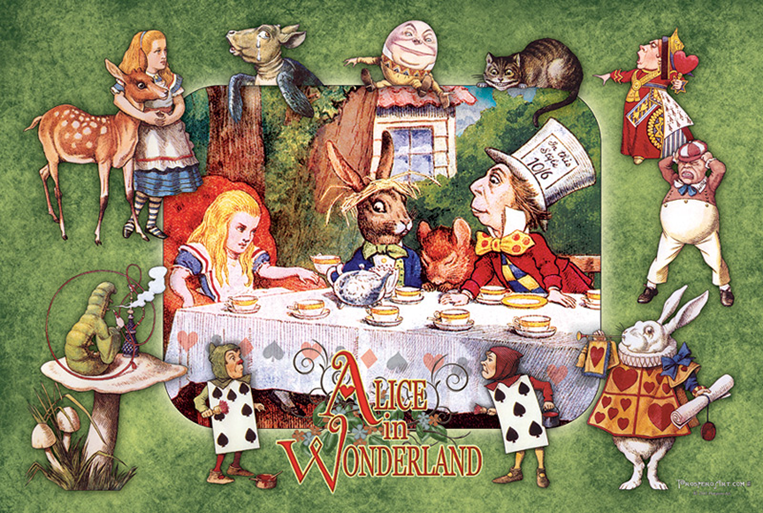 In this
Style
10/6
ALICE
in
WONDERLAND